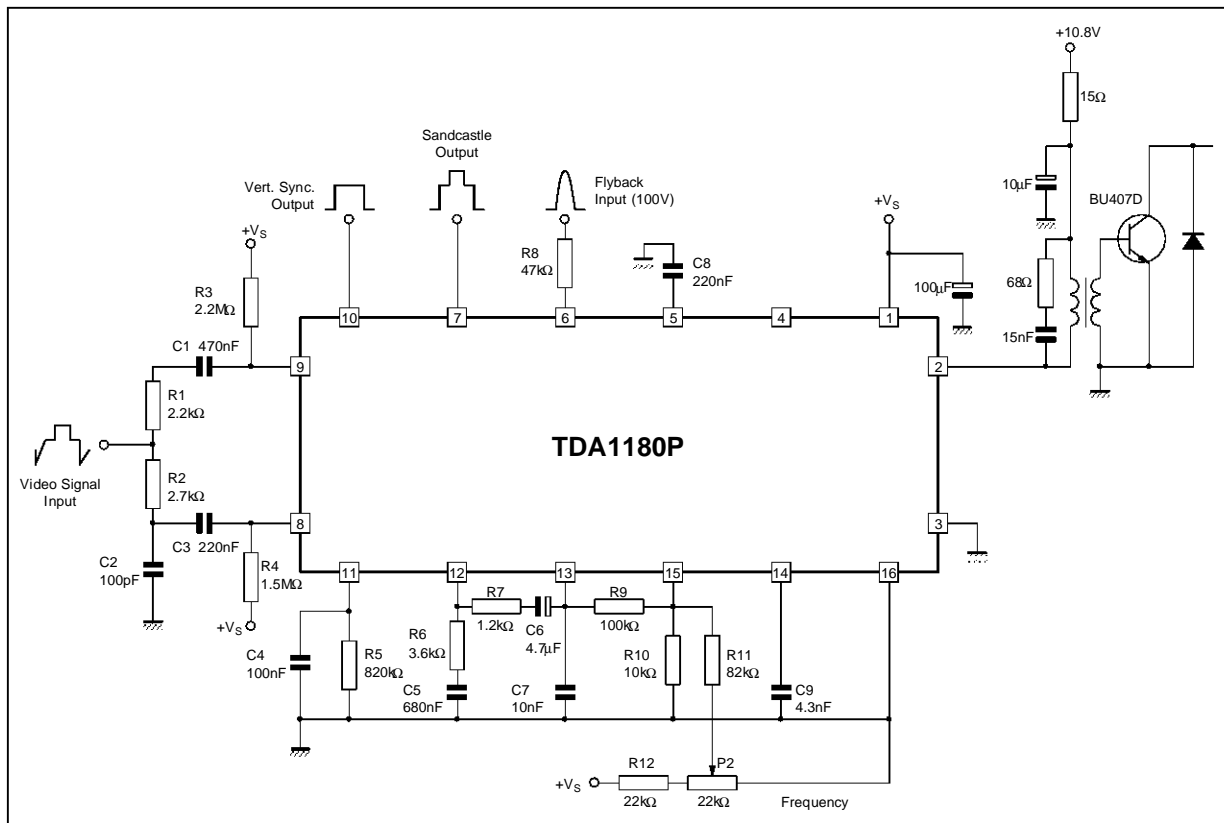 +10.8V
15Ω
Sandcastle
Output
Vert. Sync.
Output
Flyback
Input (100V)
10µF
BU407D
+VS
+VS
R8
47kΩ
C8
220nF
R3
2.2MΩ
100µF
68Ω
15nF
10
7
6
5
4
1
C1 470nF
9
2
R1
2.2kΩ
TDA1180P
Video Signal
Input
R2
2.7kΩ
8
3
C3 220nF
C2
100pF
R4
1.5MΩ
11
12
13
15
14
16
+VS
R7
1.2kΩ
C6
4.7µF
R9
100kΩ
C4
100nF
R5
820kΩ
R6
3.6kΩ
C5
680nF
C7
10nF
R10
10kΩ
R11
82kΩ
C9
4.3nF
+VS
R12
22kΩ
P2
22kΩ
Frequency